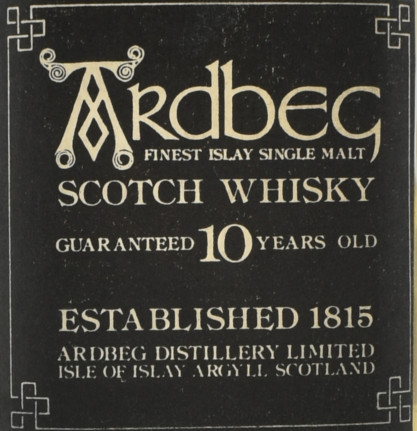 ARdbEG
FINEST ISLAY SINGLE MALT
SCOTCH WHISKY
GUARANTEED 10 YEARS OLD
ESTABLISHED 1815
ARDBEG DISTILLERY LIMITED
ISLE OF ISLAY ARGYLL SCOTLAND